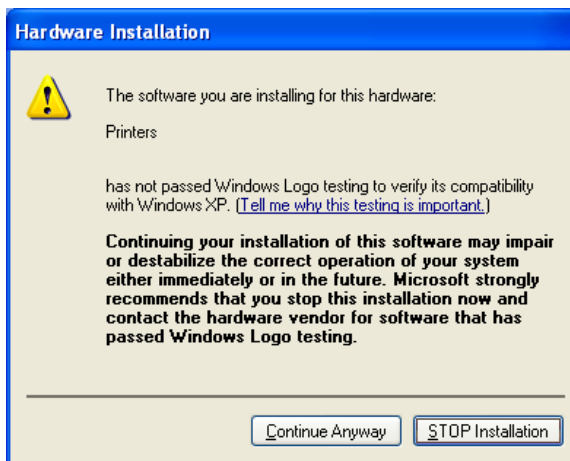 Hardware Installation
The software you are installing for this hardware:
Printers
has not passed Windows Logo testing to verify its compatibility
with Windows XP. (Tell me why this testing is important.)
Continuing your installation of this software may impair
or destabilize the correct operation of your system
either immediately or in the future. Microsoft strongly
recommends that you stop this installation now and
contact the hardware vendor for software that has
passed Windows Logo testing.
Continue Anyway
STOP Installation